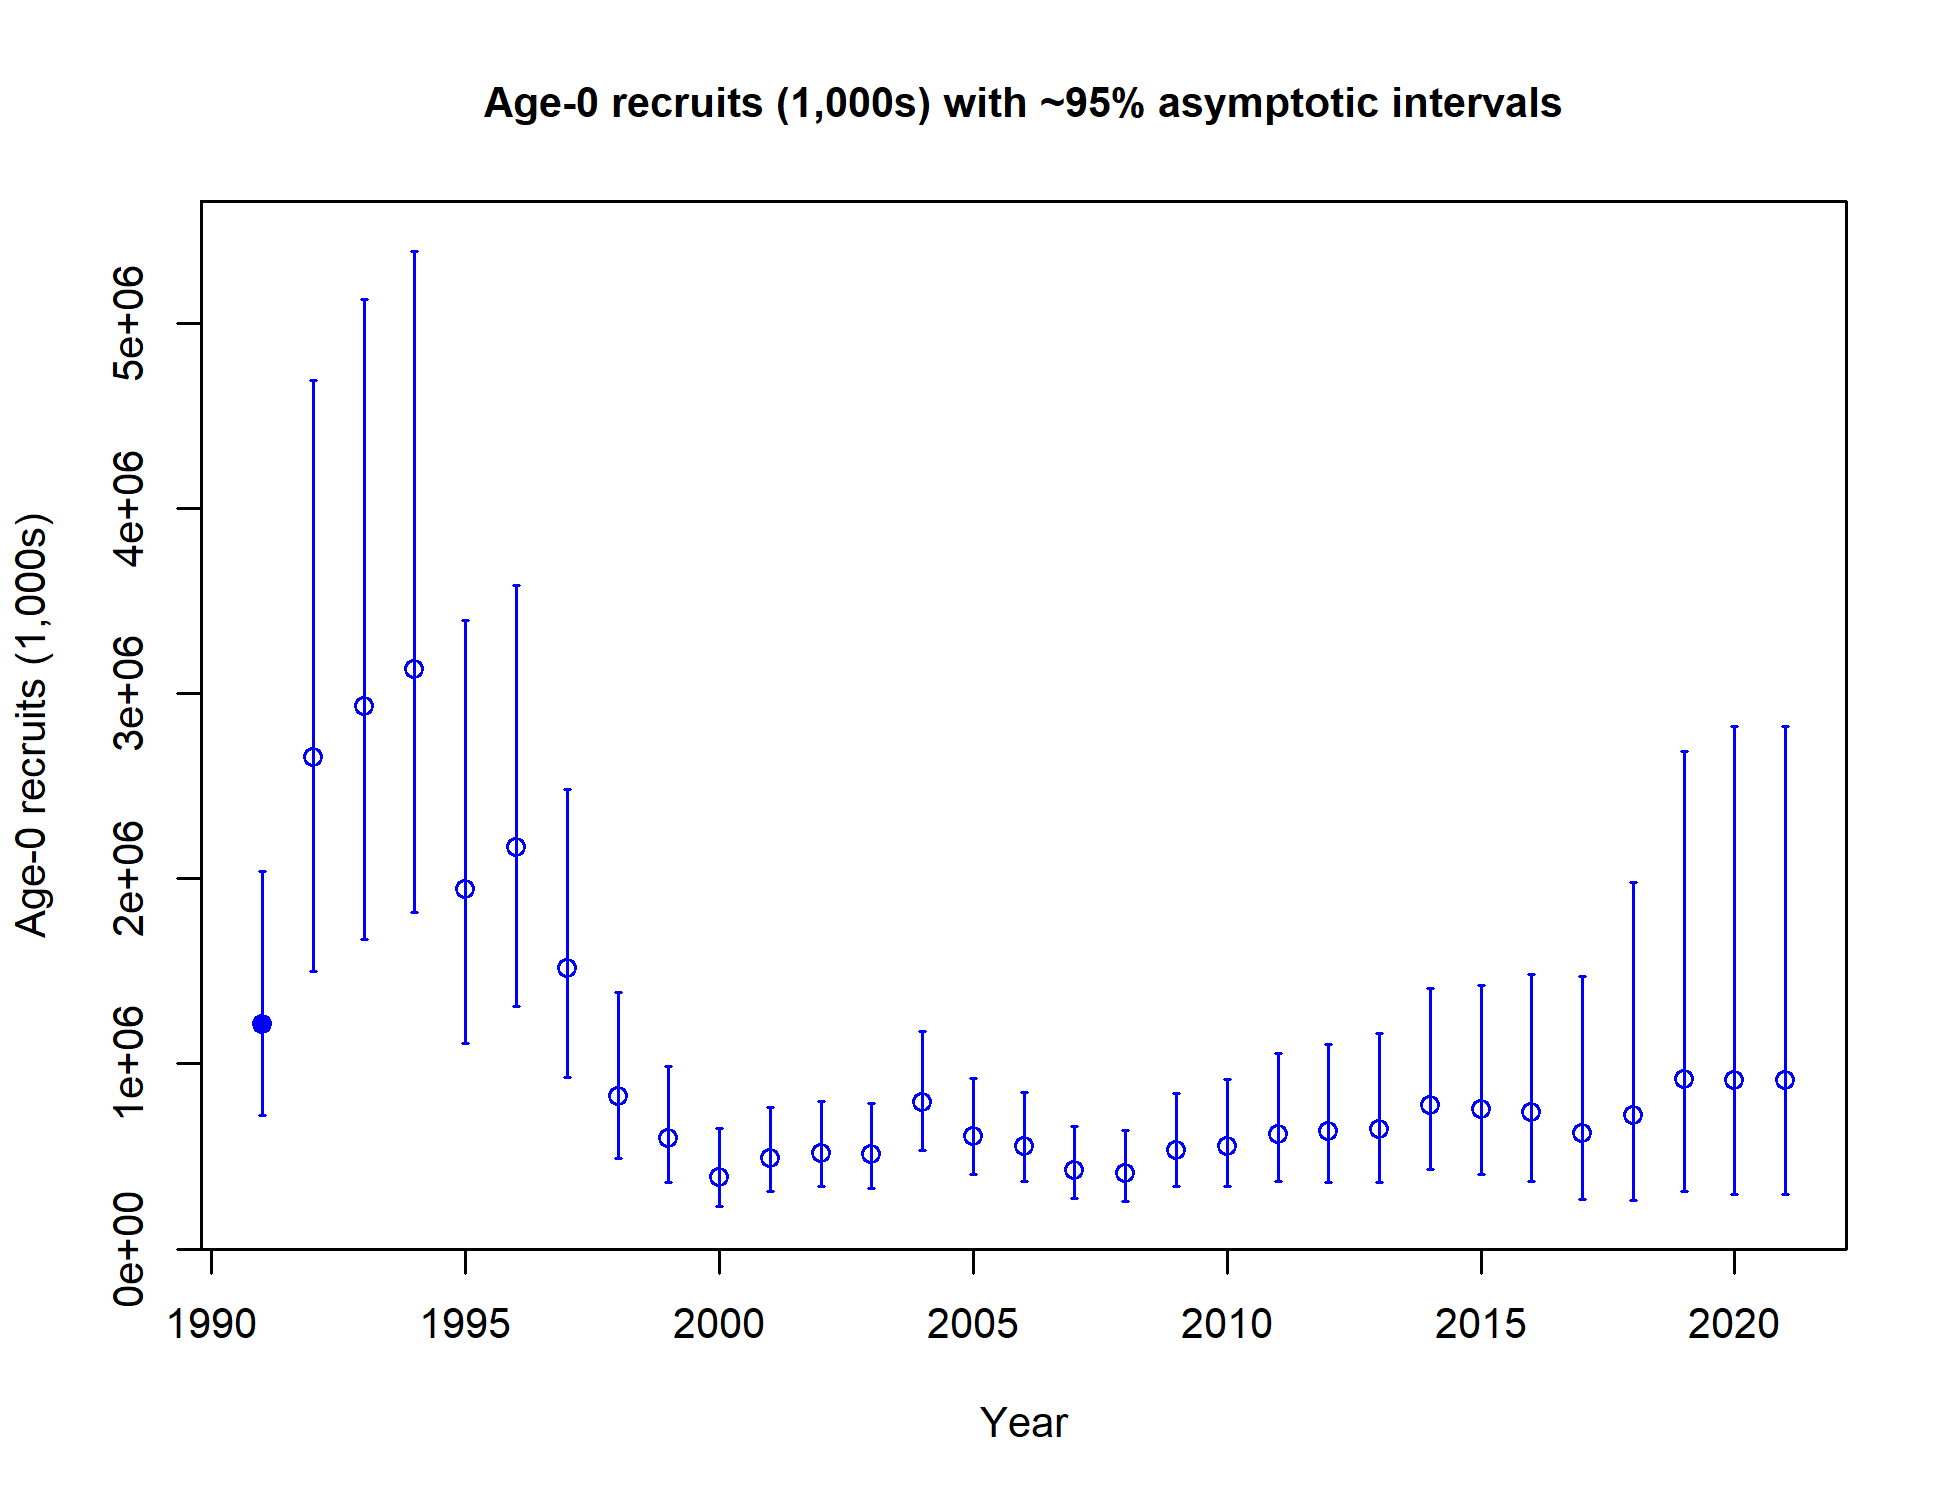 Age-0 recruits (1,000s) with ~95% asymptotic intervals
Age-0 recruits (1,000s)
5e+06
4e+06
3e+06
2e+06
1e+06
0e+00
1990 1995 2000 2005 2010 2015 2020
Year